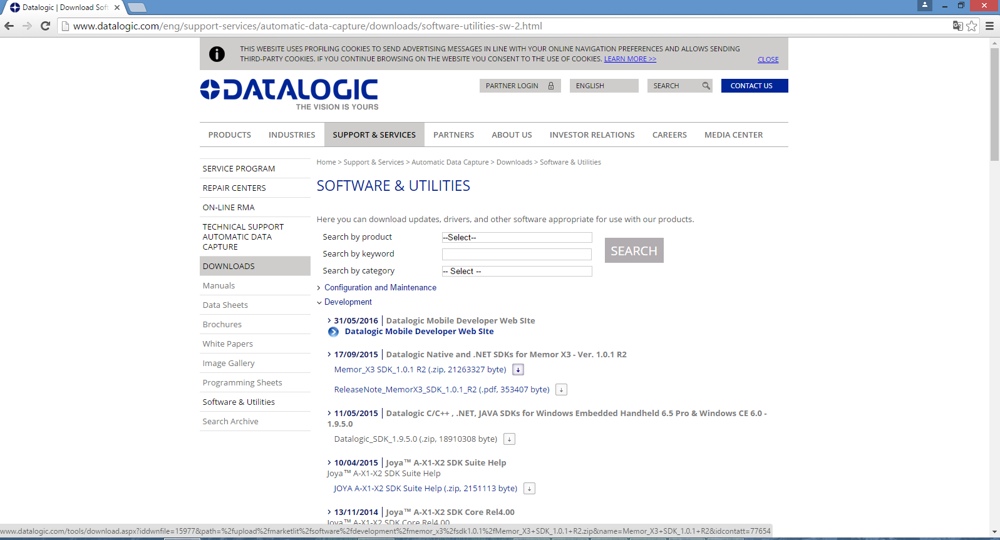 Datalogic | Download Soft
www.datalogic.com/eng/support-services/automatic-data-capture/downloads/software-utilities-sw-2.html
THIS WEBSITE USES PROFILING COOKIES TO SEND ADVERTISING MESSAGES IN LINE WITH YOUR ONLINE NAVIGATION PREFERENCES AND ALLOWS SENDING
THIRD-PARTY COOKIES. IF YOU CONTINUE BROWSING ON THE WEBSITE YOU CONSENT TO THE USE OF COOKIES. LEARN MORE >>
CLOSE
DATALOGIC
THE VISION IS YOURS
PARTNER LOGIN
ENGLISH
SEARCH
CONTACT US
PRODUCTS
INDUSTRIES
SUPPORT & SERVICES
PARTNERS
ABOUT US
INVESTOR RELATIONS
CAREERS
MEDIA CENTER
SERVICE PROGRAM
REPAIR CENTERS
ON-LINE RMA
TECHNICAL SUPPORT
AUTOMATIC DATA
CAPTURE
DOWNLOADS
Manuals
Data Sheets
Brochures
White Papers
Image Gallery
Programming Sheets
Software & Utilities
Search Archive
Home > Support & Services > Automatic Data Capture > Downloads > Software & Utilities
SOFTWARE & UTILITIES
Here you can download updates, drivers, and other software appropriate for use with our products.
Search by product
--Select--
Search by keyword
Search by category
-- Select --
SEARCH
Configuration and Maintenance
Development
31/05/2016 | Datalogic Mobile Developer Web SIte
Datalogic Mobile Developer Web SIte
17/09/2015 | Datalogic Native and .NET SDKs for Memor X3 - Ver. 1.0.1 R2
Memor_X3 SDK_1.0.1 R2 (.zip, 21263327 byte)
ReleaseNote_MemorX3_SDK_1.0.1_R2 (.pdf, 353407 byte)
11/05/2015 | Datalogic C/C++ , .NET, JAVA SDKs for Windows Embedded Handheld 6.5 Pro & Windows CE 6.0 -
1.9.5.0
Datalogic_SDK_1.9.5.0 (.zip, 18910308 byte)
10/04/2015 | Joya™ A-X1-X2 SDK Suite Help
Joya™ A-X1-X2 SDK Suite Help
JOYA A-X1-X2 SDK Suite Help (.zip, 2151113 byte)
13/11/2014 | Joya™ A-X1-X2 SDK Core Rel4.00
Joya™ A-X1-X2 SDK Core Rel4.00
www.datalogic.com/tools/download.aspx?iddwnfile=15977&path=%2fupload%2fmarketlit%2fsoftware%2fdevelopment%2fmemor_x3%2fsdk1.0.1%2fMemor_X3+SDK_1.0.1+R2.zip&name=Memor_X3+SDK_1.0.1+R2&idcontatt=77654